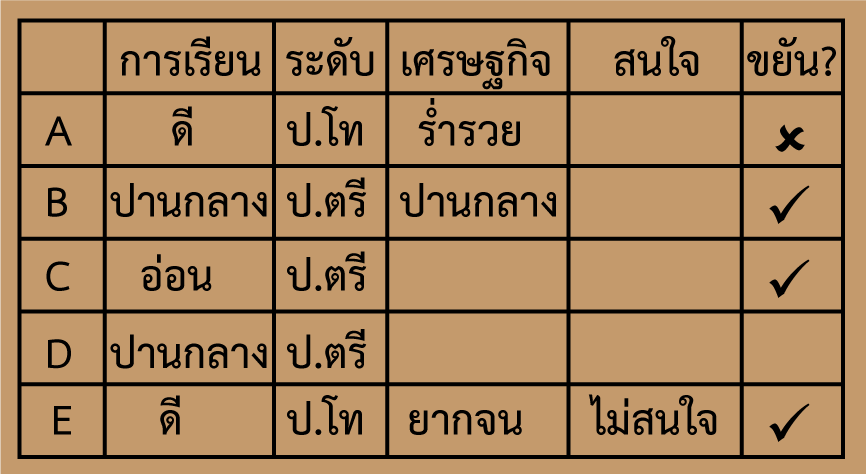 การเรียน ระดับ เศรษฐกิจ สนใจ ขยัน?
A ดี ป.โท ร่ำรวย ✘
B ปานกลาง ป.ตรี ปานกลาง ✓
C อ่อน ป.ตรี ✓
D ปานกลาง ป.ตรี
E ดี ป.โท ยากจน ไม่สนใจ ✓